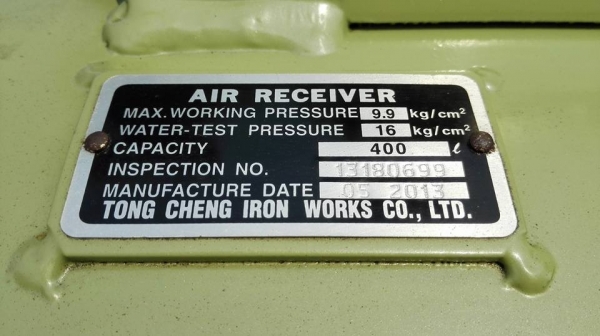 AIR RECEIVER
MAX. WORKING PRESSURE 9.9 kg/cm²
WATER-TEST PRESSURE 16 kg/cm²
CAPACITY 400 ℓ
INSPECTION NO. 13180699
MANUFACTURE DATE 05 2013
TONG CHENG IRON WORKS CO., LTD.